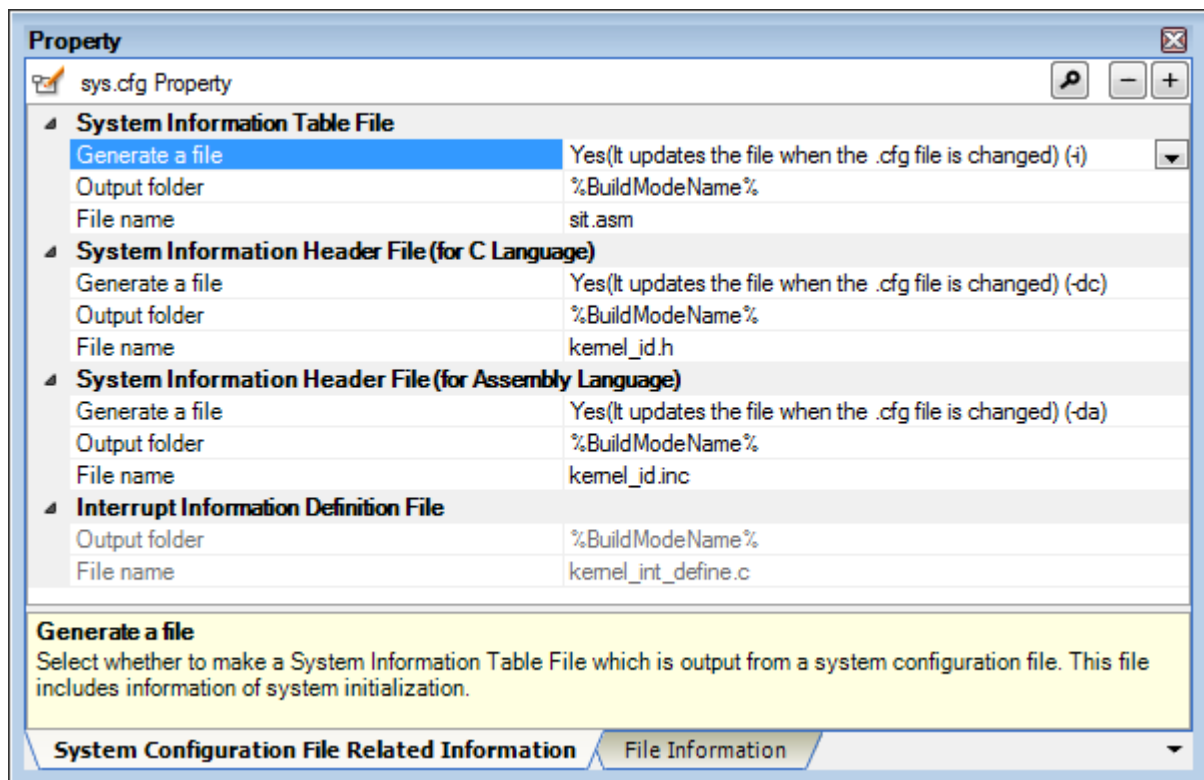 Property
sys.cfg Property
System Information Table File
Generate a file Yes(It updates the file when the .cfg file is changed) (-i)
Output folder %BuildModeName%
File name sit.asm
System Information Header File(for C Language)
Generate a file Yes(It updates the file when the .cfg file is changed) (-dc)
Output folder %BuildModeName%
File name kernel_id.h
System Information Header File(for Assembly Language)
Generate a file Yes(It updates the file when the .cfg file is changed) (-da)
Output folder %BuildModeName%
File name kernel_id.inc
Interrupt Information Definition File
Output folder %BuildModeName%
File name kernel_int_define.c
Generate a file
Select whether to make a System Information Table File which is output from a system configuration file. This file
includes information of system initialization.
System Configuration File Related Information File Information